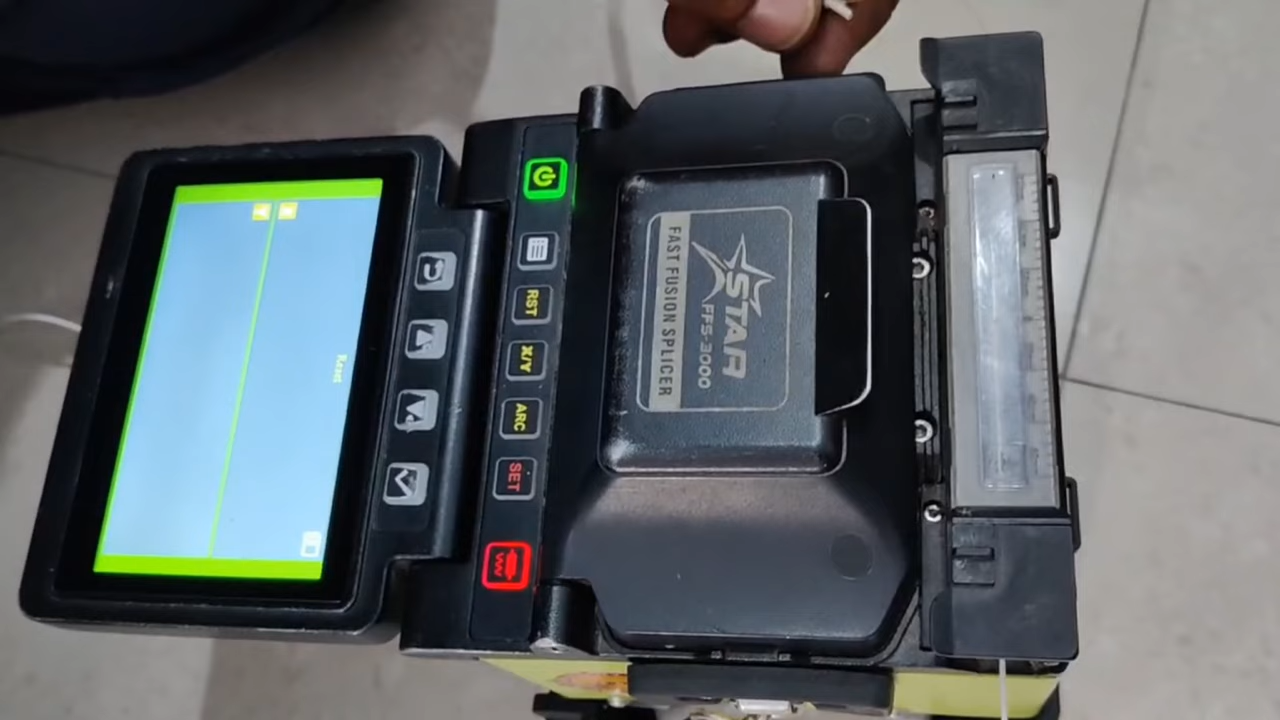 Reset
RST
X/Y
ARC
SET
STAR
FFS-3000
FAST FUSION SPLICER